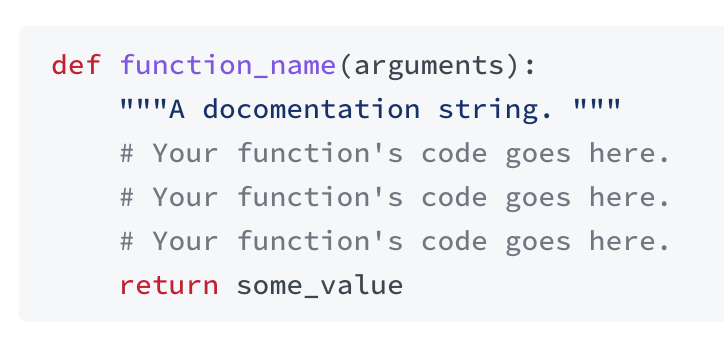 def function_name(arguments):
    """A docomentation string. """
    # Your function's code goes here.
    # Your function's code goes here.
    # Your function's code goes here.
    return some_value